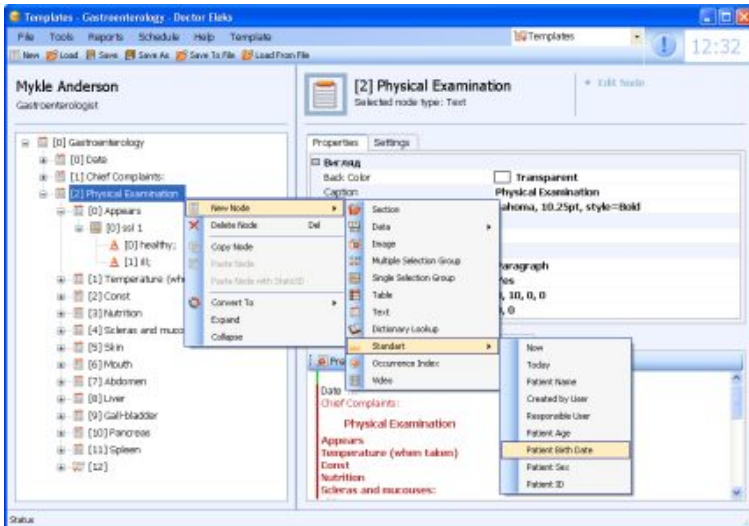 Templates - Gastroenterology - Doctor Eleks
File Tools Reports Schedule Help Template
Templates
12:32
New Load Save Save As Save To File Load From File
Mykle Anderson
Gastroenterologist
[2] Physical Examination
Selected node type: Text
Edit Node
[0] Gastroenterology
[0] Date
[1] Chief Complaints:
[2] Physical Examination
[0] Appears
[0] ssl 1
[0] healthy;
[1] ill;
[1] Temperature (wh
[2] Const
[3] Nutrition
[4] Scleras and muco
[5] Skin
[6] Mouth
[7] Abdomen
[8] Liver
[9] Gall-bladder
[10] Pancreas
[11] Spleen
[12]
Properties Settings
Вигляд
Back Color Transparent
Caption Physical Examination
ahoma, 10.25pt, style=Bold
aragraph
es
, 10, 0, 0
, 0
New Node
Delete Node Del
Copy Node
Paste Node
Paste Node with StaticID
Convert To
Expand
Collapse
Section
Data
Image
Multiple Selection Group
Single Selection Group
Table
Text
Dictionary Lookup
Standart
Occurrence Index
Video
Now
Today
Patient Name
Created by User
Responsible User
Patient Age
Patient Birth Date
Patient Sex
Patient ID
Pre
Date
Chief Complaints:
Physical Examination
Appears
Temperature (when taken)
Const
Nutrition
Scleras and mucouses:
Status